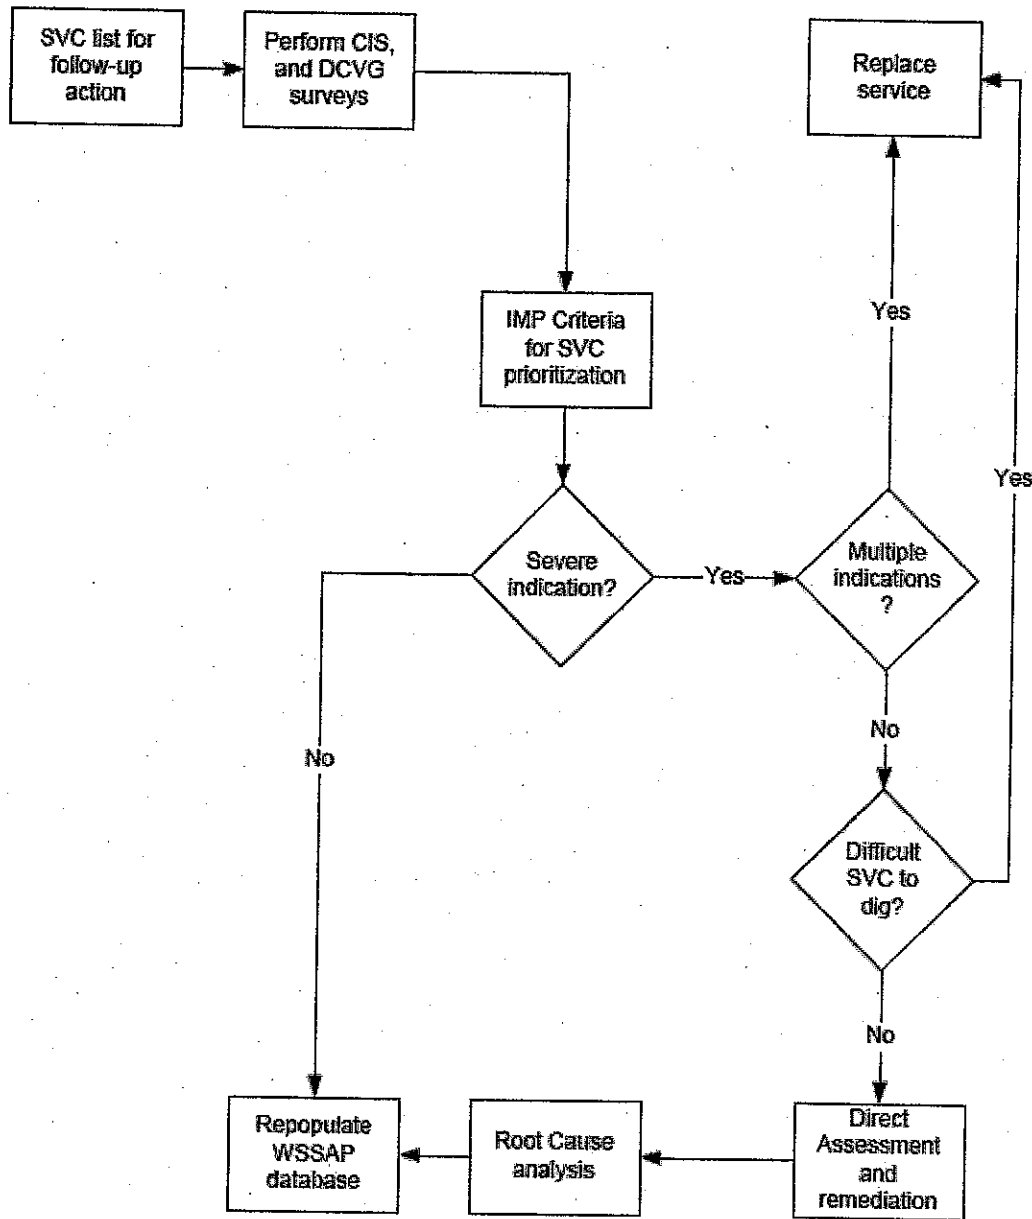 SVC list for
follow-up
action
Perform CIS,
and DCVG
surveys
Replace
service
IMP Criteria
for SVC
prioritization
Yes
Yes
Severe
indication?
Yes
Multiple
indications
?
No
No
Difficult
SVC to
dig?
No
Repopulate
WSSAP
database
Root Cause
analysis
Direct
Assessment
and
remediation